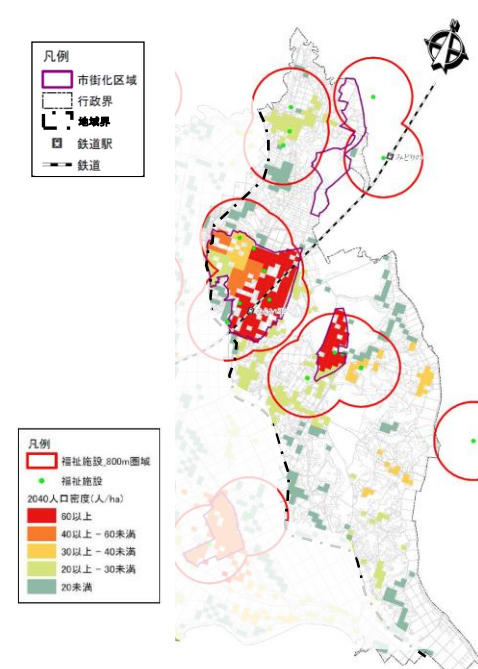 凡例
市街化区域
行政界
地域界
鉄道駅
鉄道
みどりの
凡例
福祉施設_800m圏域
福祉施設
2040人口密度(人/ha)
60以上
40以上-60未満
30以上-40未満
20以上-30未満
20未満